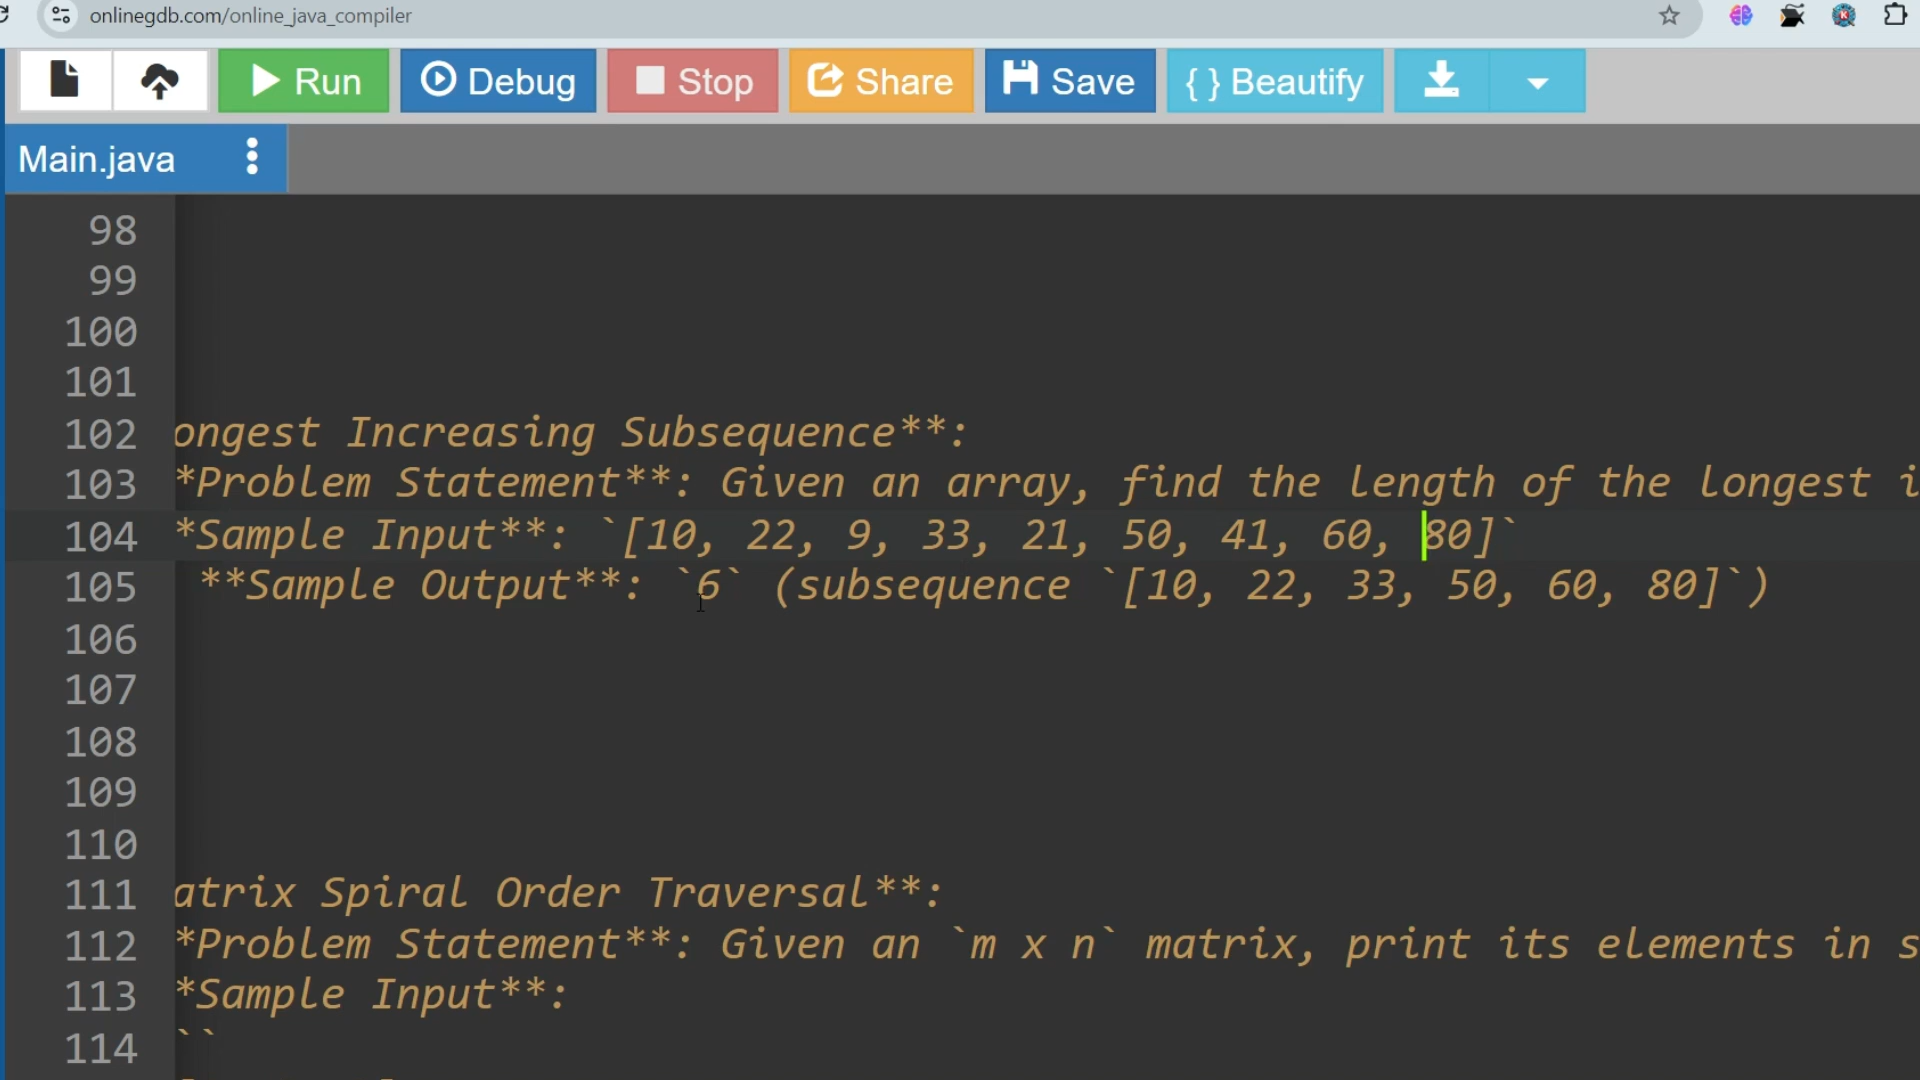 onlinegdb.com/online_java_compiler
Run Debug Stop Share Save { } Beautify
Main.java
98
99
100
101
102 ongest Increasing Subsequence**:
103 *Problem Statement**: Given an array, find the length of the longest i
104 *Sample Input**: `[10, 22, 9, 33, 21, 50, 41, 60, 80]`
105 **Sample Output**: `6` (subsequence `[10, 22, 33, 50, 60, 80]`)
106
107
108
109
110
111 atrix Spiral Order Traversal**:
112 *Problem Statement**: Given an `m x n` matrix, print its elements in s
113 *Sample Input**:
114 ``